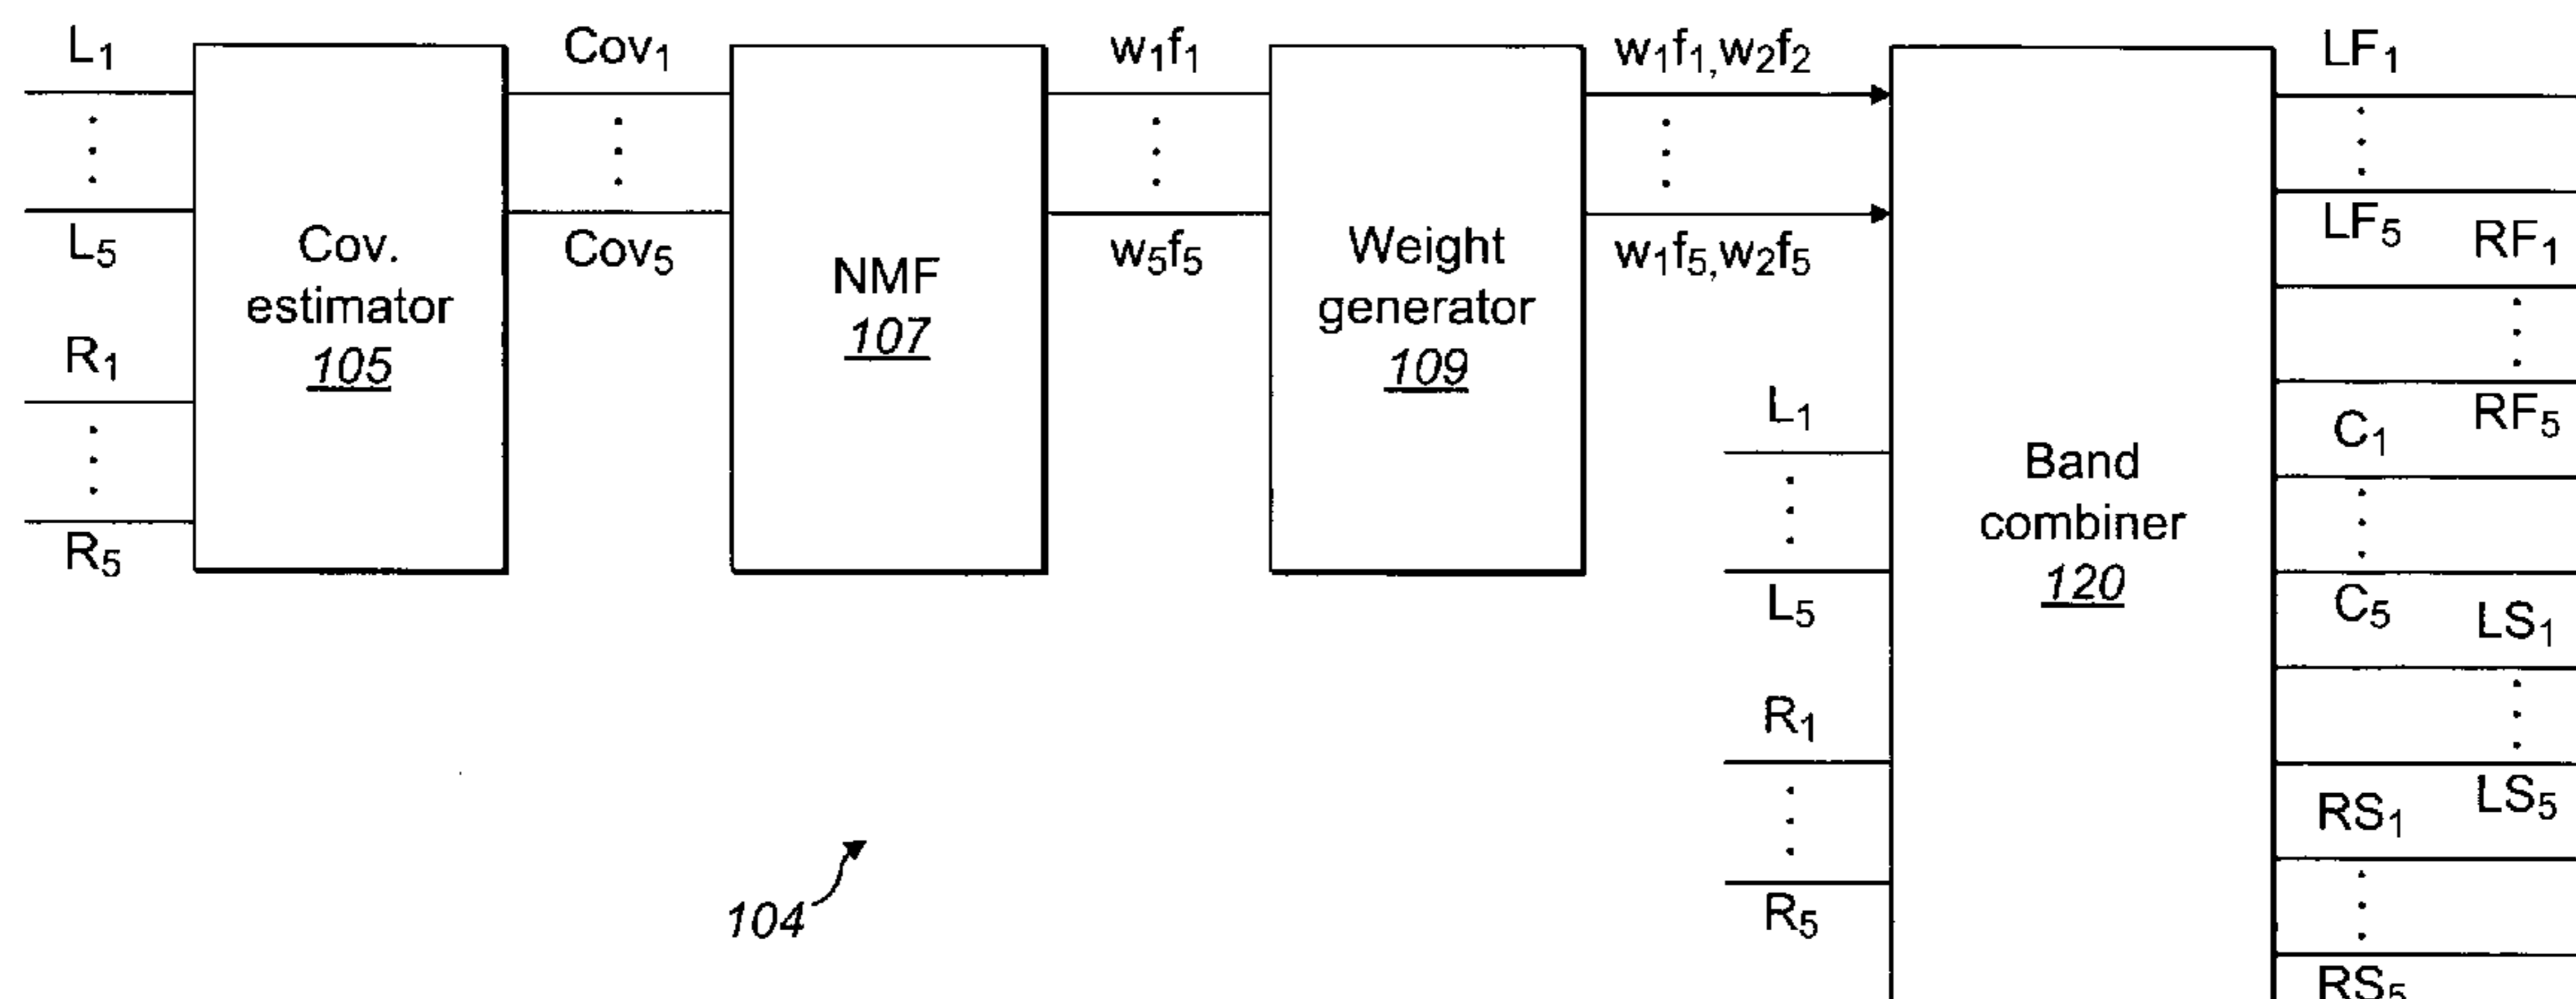 L1
L5
R1
R5
Cov.
estimator
105
Cov1
Cov5
NMF
107
w1f1
w5f5
Weight
generator
109
w1f1,w2f2
w1f5,w2f5
L1
L5
R1
R5
Band
combiner
120
LF1
LF5
RF1
RF5
C1
C5
LS1
LS5
RS1
RS5
104